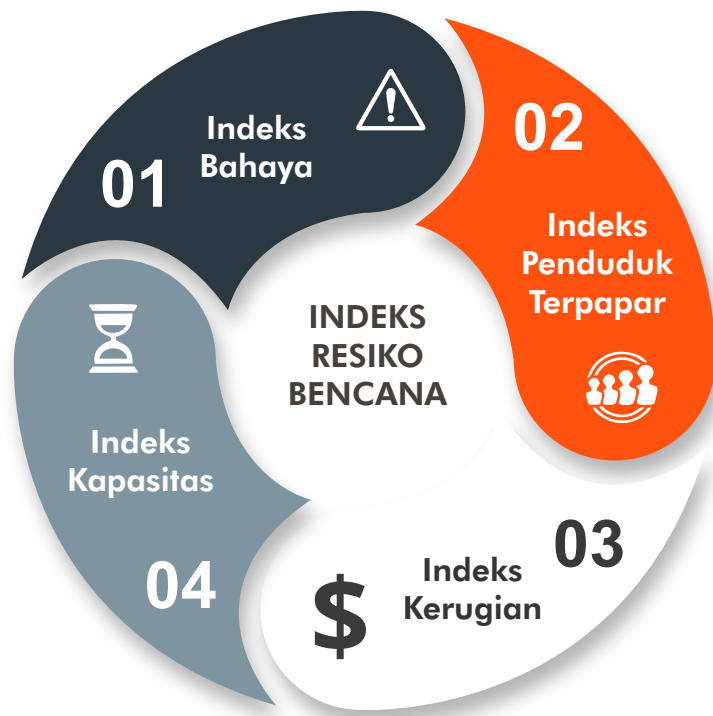 01
Indeks
Bahaya
02
Indeks
Penduduk
Terpapar
INDEKS
RESIKO
BENCANA
03
Indeks
Kerugian
$
04
Indeks
Kapasitas